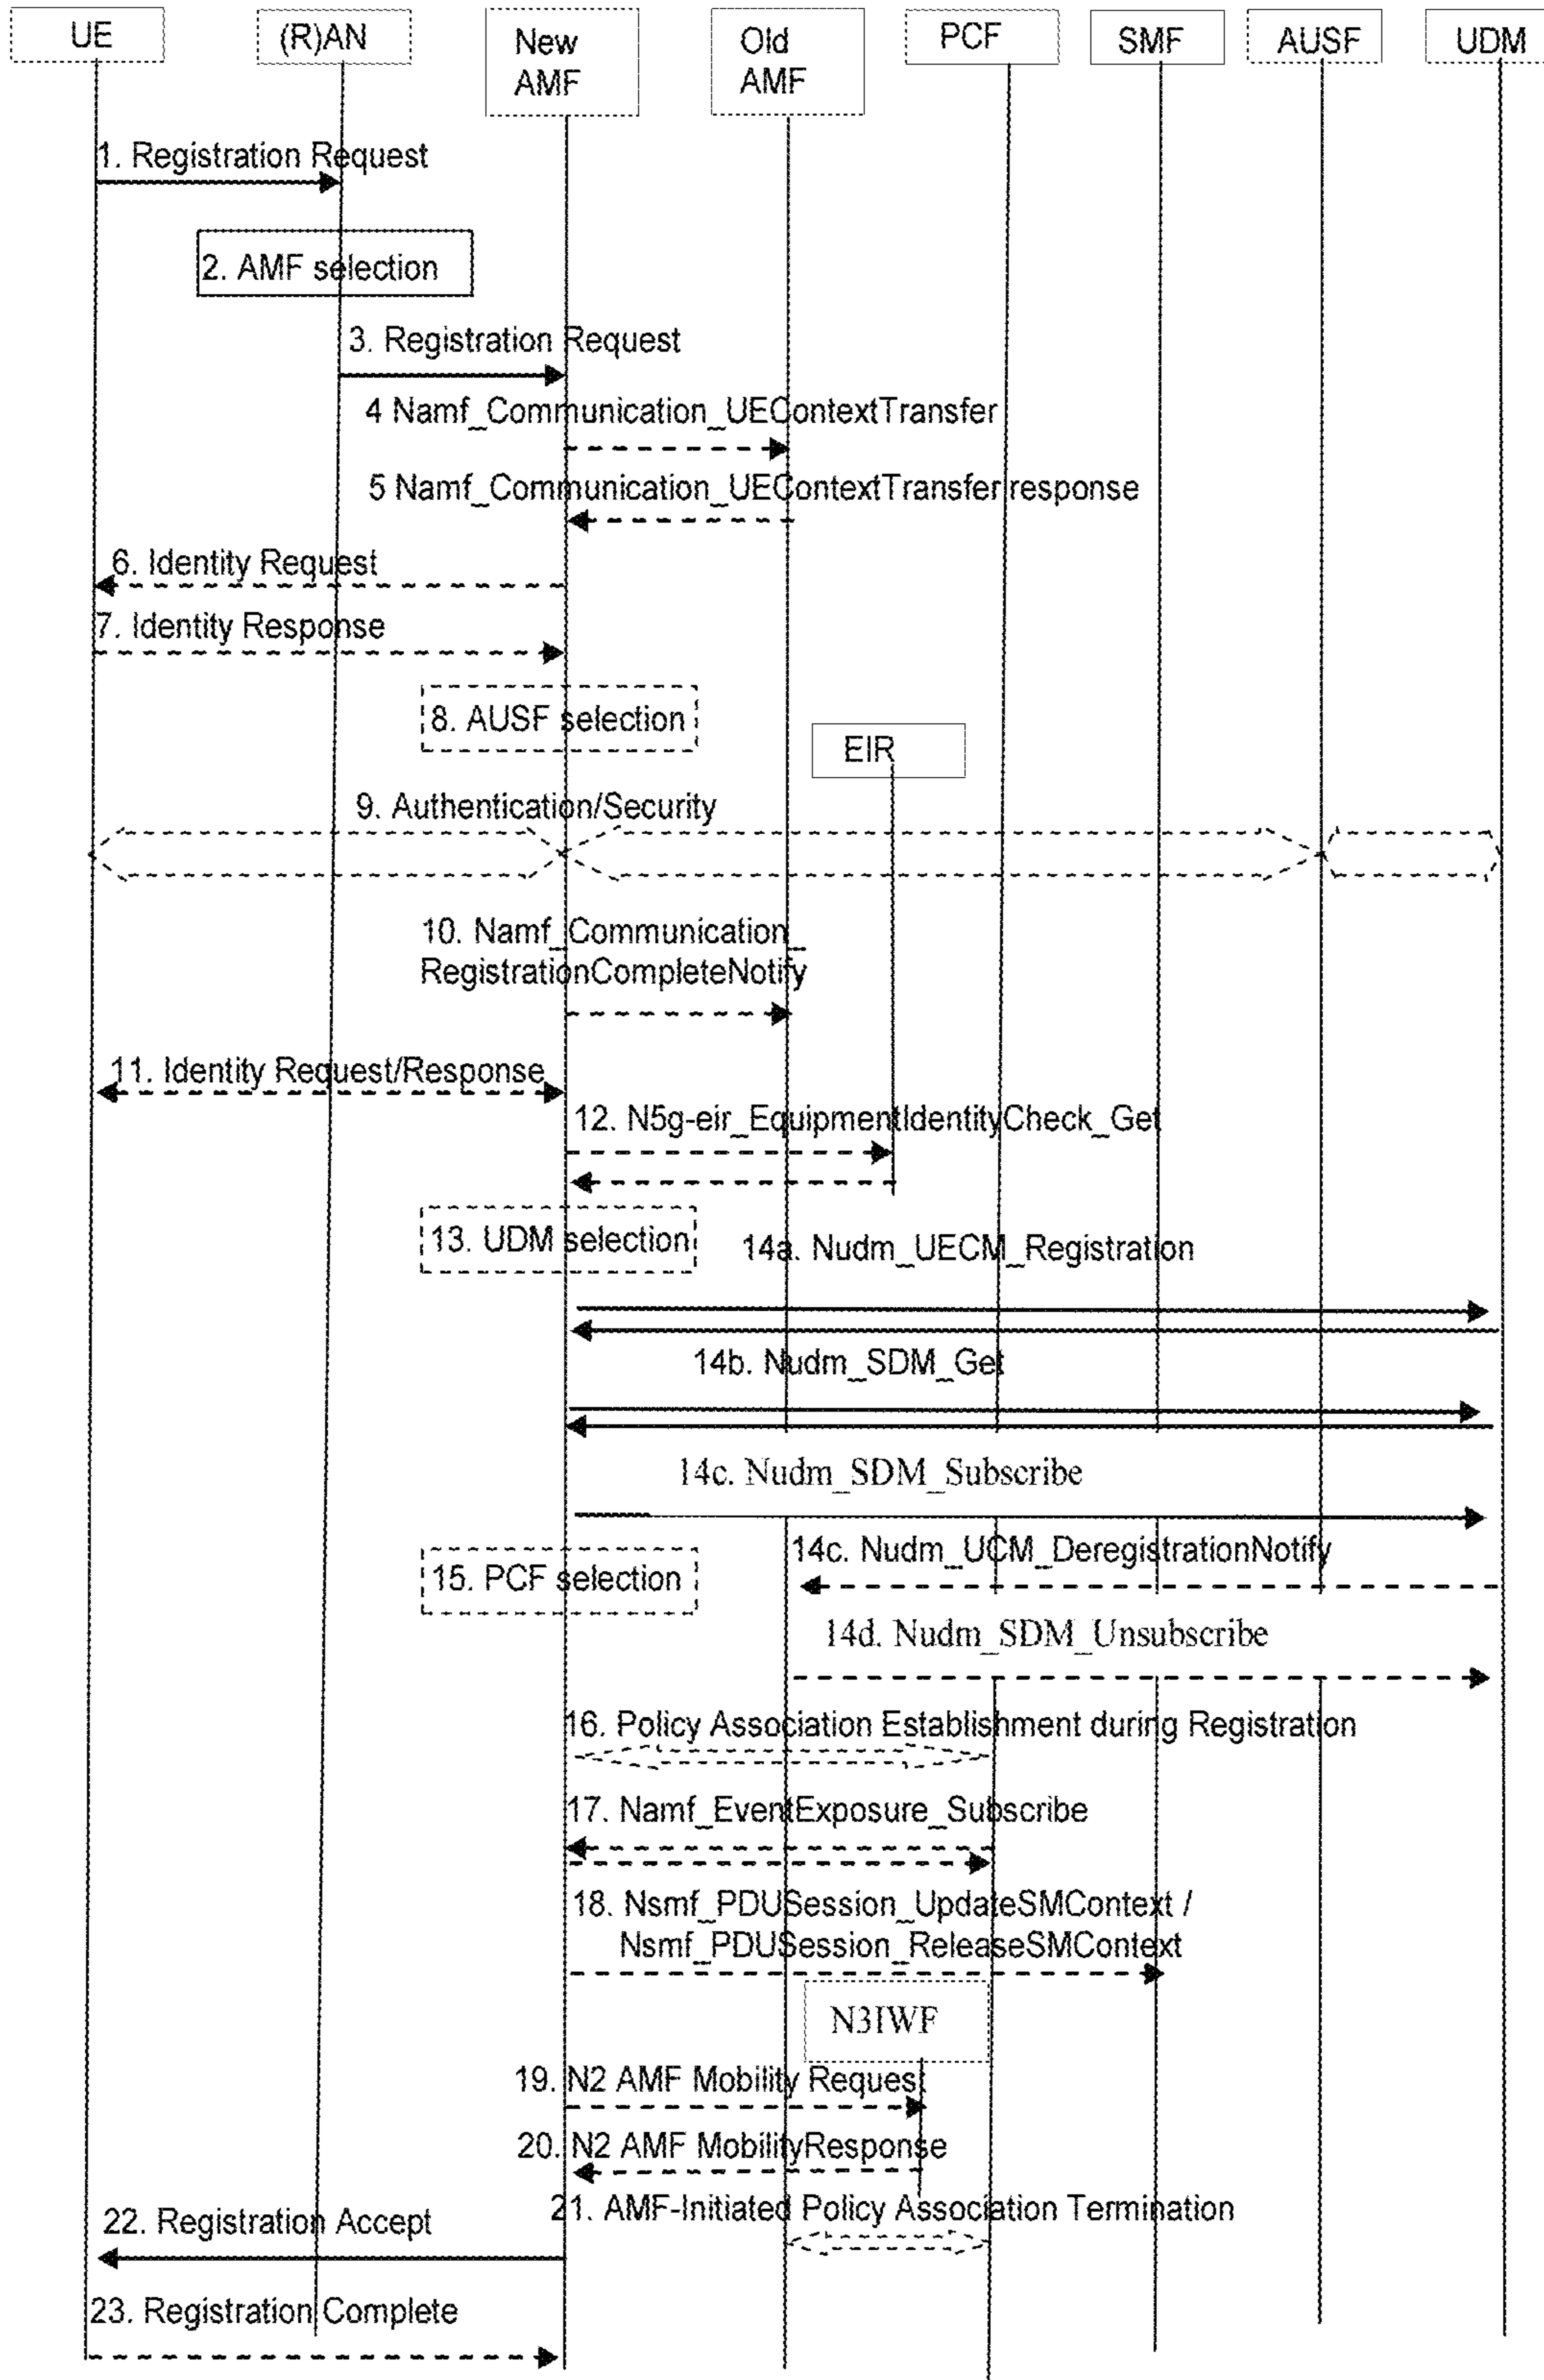 UE
(R)AN
New
AMF
Old
AMF
PCF
SMF
AUSF
UDM
1. Registration Request
2. AMF selection
3. Registration Request
4 Namf_Communication_UEContextTransfer
5 Namf_Communication_UEContextTransfer response
6. Identity Request
7. Identity Response
8. AUSF selection
EIR
9. Authentication/Security
10. Namf_Communication_
RegistrationCompleteNotify
11. Identity Request/Response
12. N5g-eir_EquipmentIdentityCheck_Get
13. UDM selection
14a. Nudm_UECM_Registration
14b. Nudm_SDM_Get
14c. Nudm_SDM_Subscribe
14c. Nudm_UCM_DeregistrationNotify
15. PCF selection
14d. Nudm_SDM_Unsubscribe
16. Policy Association Establishment during Registration
17. Namf_EventExposure_Subscribe
18. Nsmf_PDUSession_UpdateSMContext /
Nsmf_PDUSession_ReleaseSMContext
N3IWF
19. N2 AMF Mobility Request
20. N2 AMF MobilityResponse
21. AMF-Initiated Policy Association Termination
22. Registration Accept
23. Registration Complete